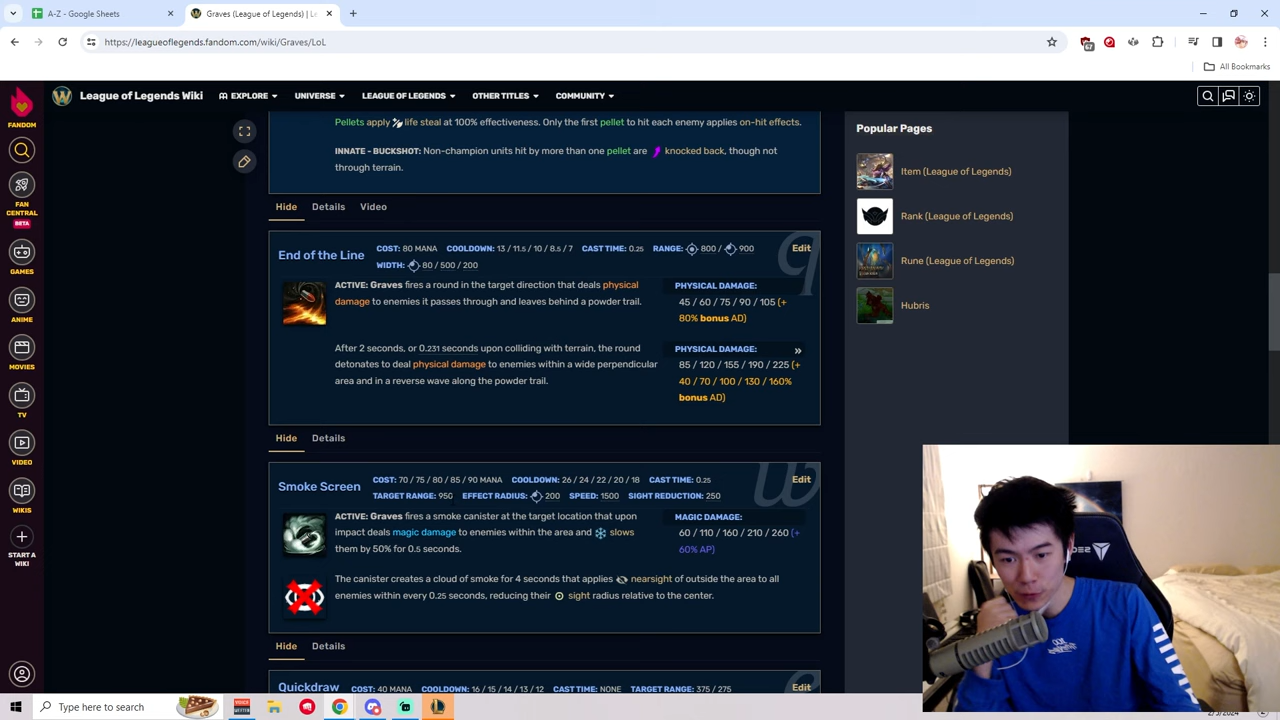 A-Z - Google Sheets
Graves (League of Legends) | Le
https://leagueoflegends.fandom.com/wiki/Graves/LoL
67
All Bookmarks
FANDOM
League of Legends Wiki
EXPLORE
UNIVERSE
LEAGUE OF LEGENDS
OTHER TITLES
COMMUNITY
FAN CENTRAL
BETA
GAMES
ANIME
MOVIES
TV
VIDEO
WIKIS
START A WIKI
Pellets apply life steal at 100% effectiveness. Only the first pellet to hit each enemy applies on-hit effects.
INNATE - BUCKSHOT: Non-champion units hit by more than one pellet are knocked back, though not
through terrain.
Hide Details Video
End of the Line
COST: 80 MANA COOLDOWN: 13 / 11.5 / 10 / 8.5 / 7 CAST TIME: 0.25 RANGE: 800 / 900
WIDTH: 80 / 500 / 200
Edit
q
ACTIVE: Graves fires a round in the target direction that deals physical
damage to enemies it passes through and leaves behind a powder trail.
PHYSICAL DAMAGE:
45 / 60 / 75 / 90 / 105 (+
80% bonus AD)
After 2 seconds, or 0.231 seconds upon colliding with terrain, the round
detonates to deal physical damage to enemies within a wide perpendicular
area and in a reverse wave along the powder trail.
PHYSICAL DAMAGE: »
85 / 120 / 155 / 190 / 225 (+
40 / 70 / 100 / 130 / 160%
bonus AD)
Hide Details
Smoke Screen
COST: 70 / 75 / 80 / 85 / 90 MANA COOLDOWN: 26 / 24 / 22 / 20 / 18 CAST TIME: 0.25
TARGET RANGE: 950 EFFECT RADIUS: 200 SPEED: 1500 SIGHT REDUCTION: 250
Edit
w
ACTIVE: Graves fires a smoke canister at the target location that upon
impact deals magic damage to enemies within the area and slows
them by 50% for 0.5 seconds.
MAGIC DAMAGE:
60 / 110 / 160 / 210 / 260 (+
60% AP)
The canister creates a cloud of smoke for 4 seconds that applies nearsight of outside the area to all
enemies within every 0.25 seconds, reducing their sight radius relative to the center.
Hide Details
Quickdraw
COST: 40 MANA COOLDOWN: 16 / 15 / 14 / 13 / 12 CAST TIME: NONE TARGET RANGE: 375 / 275
Edit
Popular Pages
Item (League of Legends)
Rank (League of Legends)
Rune (League of Legends)
Hubris
Type here to search